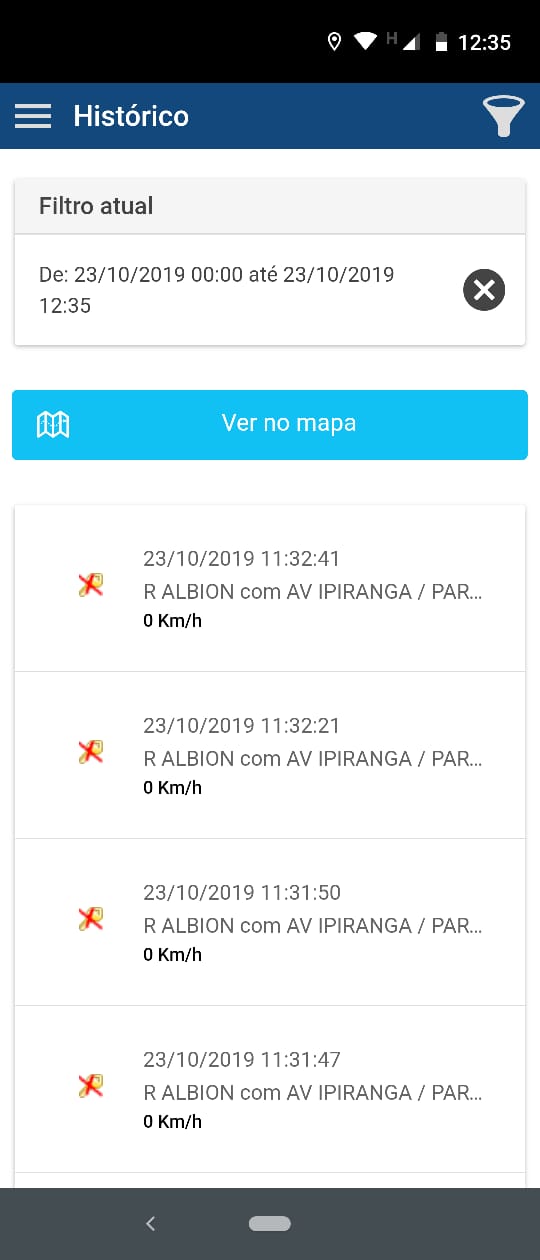 H
12:35
Histórico
Filtro atual
De: 23/10/2019 00:00 até 23/10/2019
12:35
Ver no mapa
23/10/2019 11:32:41
R ALBION com AV IPIRANGA / PAR...
0 Km/h
23/10/2019 11:32:21
R ALBION com AV IPIRANGA / PAR...
0 Km/h
23/10/2019 11:31:50
R ALBION com AV IPIRANGA / PAR...
0 Km/h
23/10/2019 11:31:47
R ALBION com AV IPIRANGA / PAR...
0 Km/h